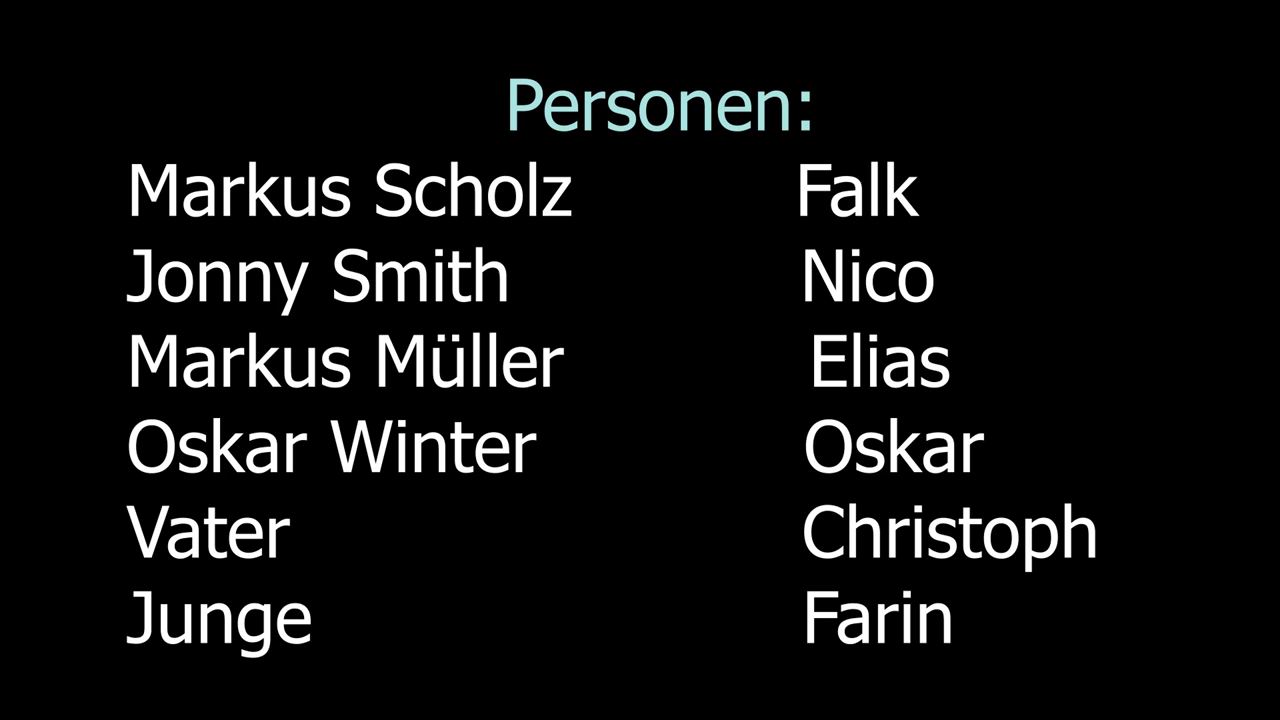 Personen:
Markus Scholz Falk
Jonny Smith Nico
Markus Müller Elias
Oskar Winter Oskar
Vater Christoph
Junge Farin